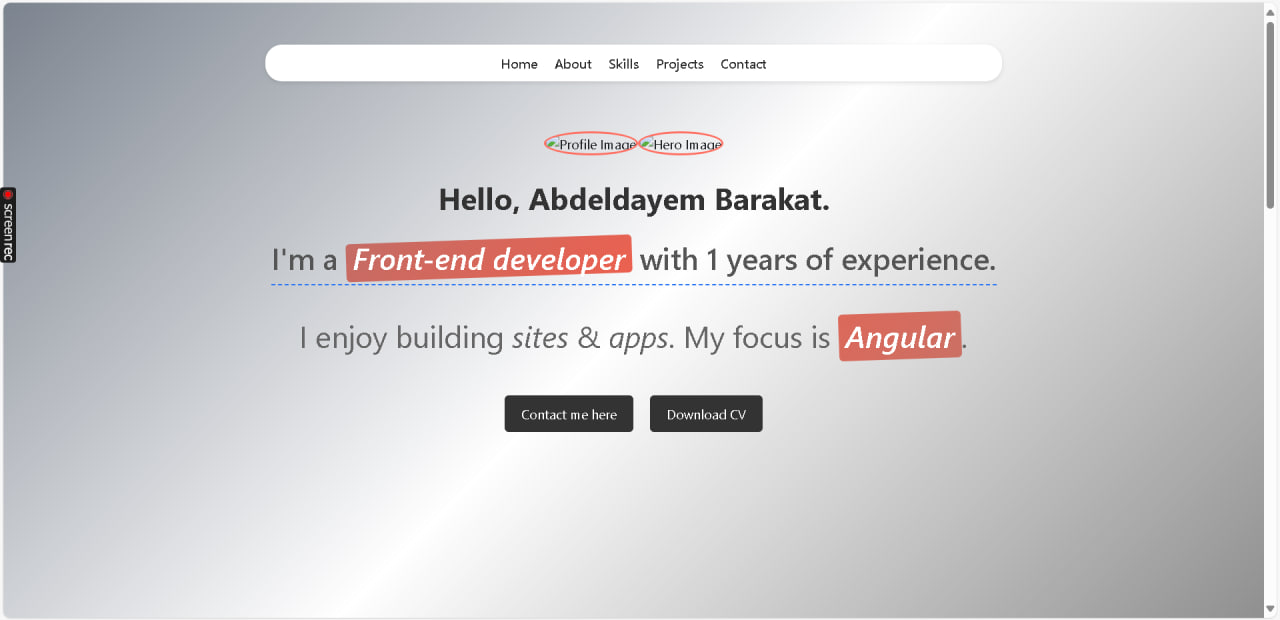 Home About Skills Projects Contact
Profile Image Hero Image
Hello, Abdeldayem Barakat.
screenrec
I'm a Front-end developer with 1 years of experience.
I enjoy building sites & apps. My focus is Angular.
Contact me here Download CV